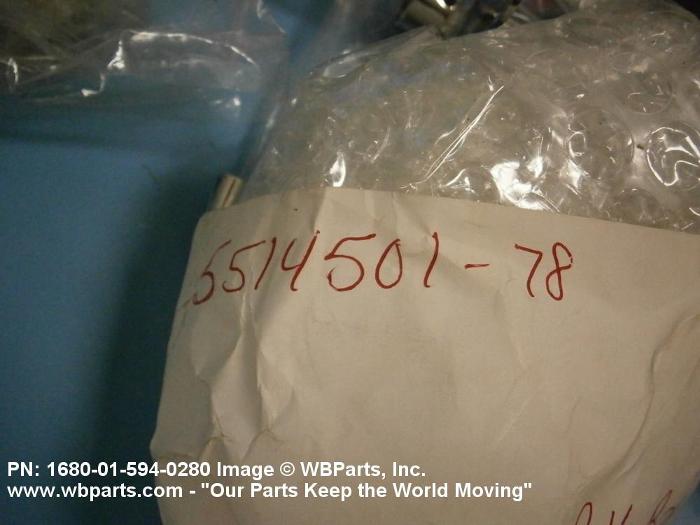 5514501-78
PN: 1680-01-594-0280 Image © WBParts, Inc.
www.wbparts.com - "Our Parts Keep the World Moving"